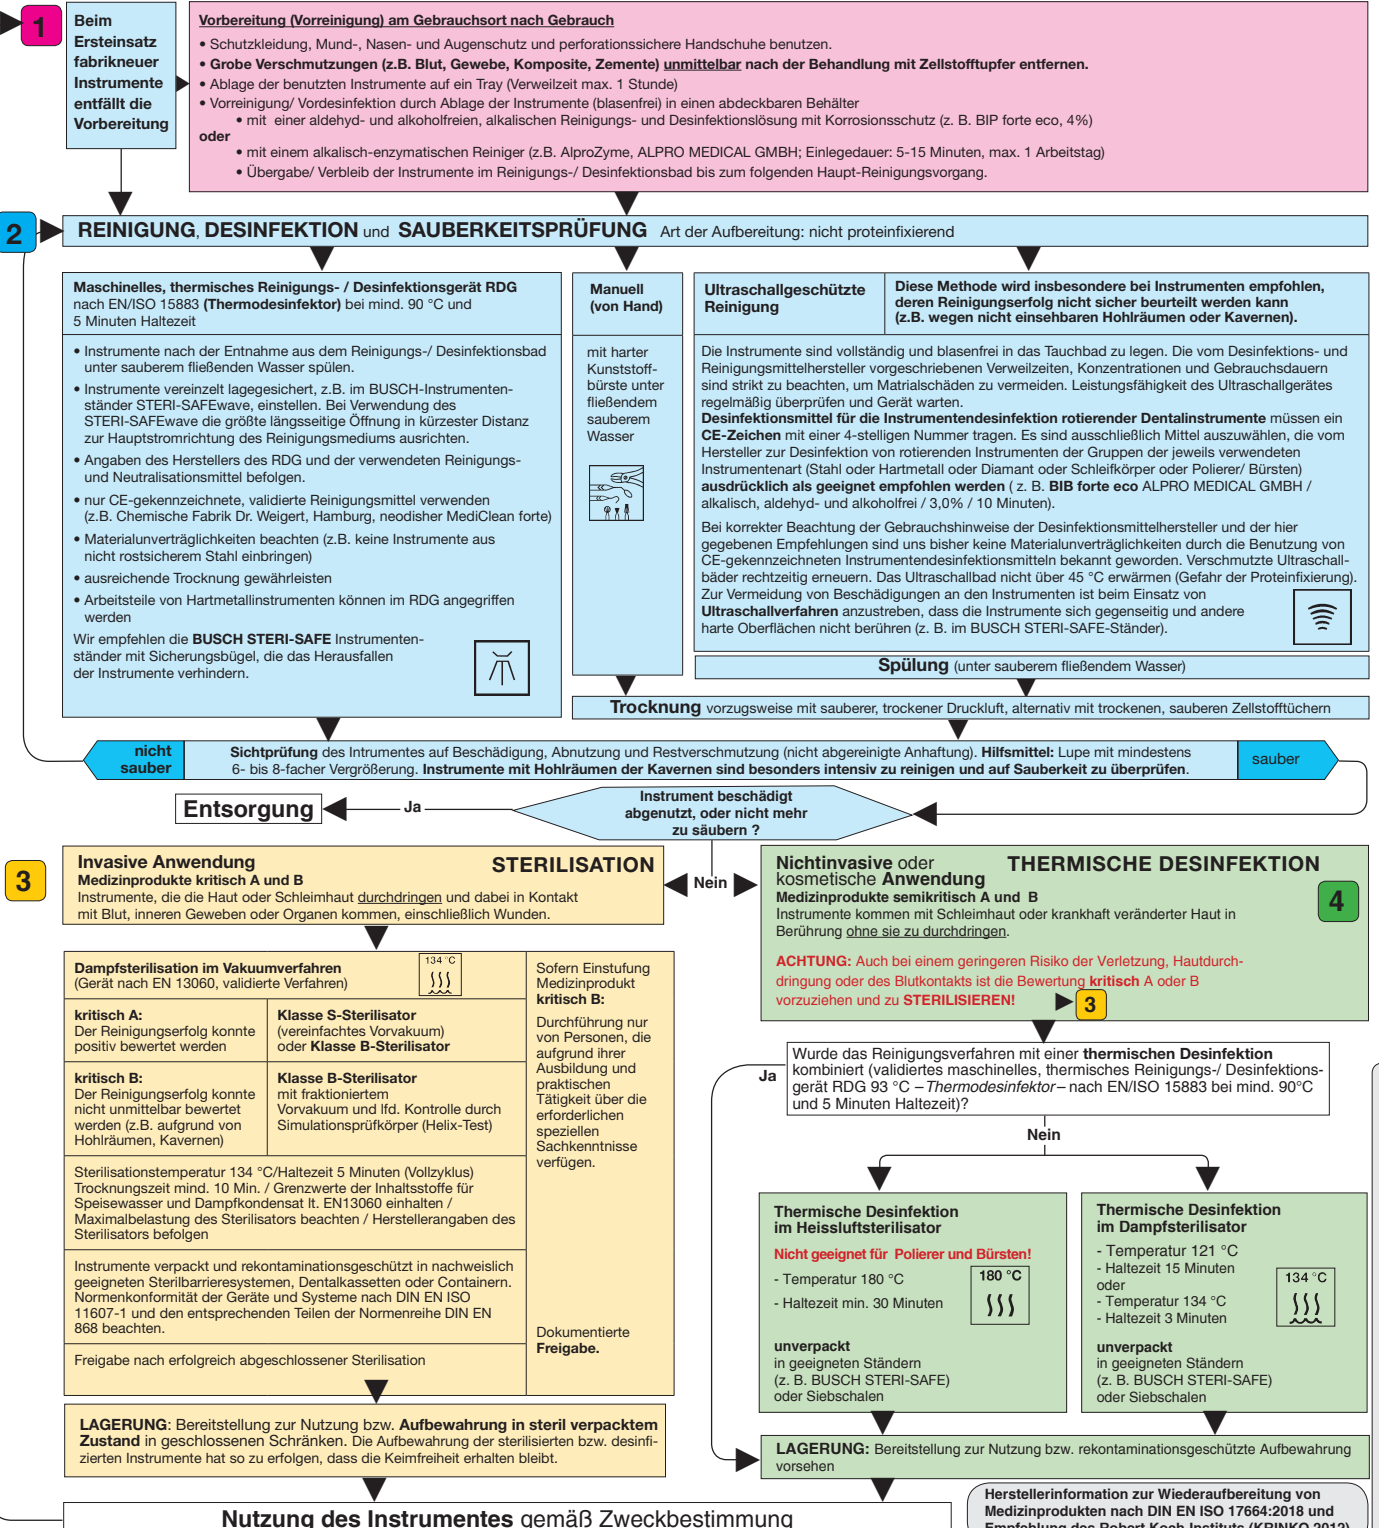 1
Beim
Ersteinsatz
fabrikneuer
Instrumente
entfällt die
Vorbereitung
Vorbereitung (Vorreinigung) am Gebrauchsort nach Gebrauch
• Schutzkleidung, Mund-, Nasen- und Augenschutz und perforationssichere Handschuhe benutzen.
• Grobe Verschmutzungen (z.B. Blut, Gewebe, Komposite, Zemente) unmittelbar nach der Behandlung mit Zellstofftupfer entfernen.
• Ablage der benutzten Instrumente auf ein Tray (Verweilzeit max. 1 Stunde)
• Vorreinigung/ Vordesinfektion durch Ablage der Instrumente (blasenfrei) in einen abdeckbaren Behälter
• mit einer aldehyd- und alkoholfreien, alkalischen Reinigungs- und Desinfektionslösung mit Korrosionsschutz (z. B. BIP forte eco, 4%)
oder
• mit einem alkalisch-enzymatischen Reiniger (z.B. AlproZyme, ALPRO MEDICAL GMBH; Einlegedauer: 5-15 Minuten, max. 1 Arbeitstag)
• Übergabe/ Verbleib der Instrumente im Reinigungs-/ Desinfektionsbad bis zum folgenden Haupt-Reinigungsvorgang.
2
REINIGUNG, DESINFEKTION und SAUBERKEITSPRÜFUNG Art der Aufbereitung: nicht proteinfixierend
Maschinelles, thermisches Reinigungs- / Desinfektionsgerät RDG
nach EN/ISO 15883 (Thermodesinfektor) bei mind. 90 °C und
5 Minuten Haltezeit
• Instrumente nach der Entnahme aus dem Reinigungs-/ Desinfektionsbad
unter sauberem fließenden Wasser spülen.
• Instrumente vereinzelt lagegesichert, z.B. im BUSCH-Instrumenten-
ständer STERI-SAFEwave, einstellen. Bei Verwendung des
STERI-SAFEwave die größte längsseitige Öffnung in kürzester Distanz
zur Hauptstromrichtung des Reinigungsmediums ausrichten.
• Angaben des Herstellers des RDG und der verwendeten Reinigungs-
und Neutralisationsmittel befolgen.
• nur CE-gekennzeichnete, validierte Reinigungsmittel verwenden
(z.B. Chemische Fabrik Dr. Weigert, Hamburg, neodisher MediClean forte)
• Materialunverträglichkeiten beachten (z.B. keine Instrumente aus
nicht rostsicherem Stahl einbringen)
• ausreichende Trocknung gewährleisten
• Arbeitsteile von Hartmetallinstrumenten können im RDG angegriffen
werden
Wir empfehlen die BUSCH STERI-SAFE Instrumenten-
ständer mit Sicherungsbügel, die das Herausfallen
der Instrumente verhindern.
Manuell
(von Hand)
mit harter
Kunststoff-
bürste unter
fließendem
sauberem
Wasser
Ultraschallgeschützte
Reinigung
Diese Methode wird insbesondere bei Instrumenten empfohlen,
deren Reinigungserfolg nicht sicher beurteilt werden kann
(z.B. wegen nicht einsehbaren Hohlräumen oder Kavernen).
Die Instrumente sind vollständig und blasenfrei in das Tauchbad zu legen. Die vom Desinfektions- und
Reinigungsmittelhersteller vorgeschriebenen Verweilzeiten, Konzentrationen und Gebrauchsdauern
sind strikt zu beachten, um Matrialschäden zu vermeiden. Leistungsfähigkeit des Ultraschallgerätes
regelmäßig überprüfen und Gerät warten.
Desinfektionsmittel für die Instrumentendesinfektion rotierender Dentalinstrumente müssen ein
CE-Zeichen mit einer 4-stelligen Nummer tragen. Es sind ausschließlich Mittel auszuwählen, die vom
Hersteller zur Desinfektion von rotierenden Instrumenten der Gruppen der jeweils verwendeten
Instrumentenart (Stahl oder Hartmetall oder Diamant oder Schleifkörper oder Polierer/ Bürsten)
ausdrücklich als geeignet empfohlen werden ( z. B. BIB forte eco ALPRO MEDICAL GMBH /
alkalisch, aldehyd- und alkoholfrei / 3,0% / 10 Minuten).
Bei korrekter Beachtung der Gebrauchshinweise der Desinfektionsmittelhersteller und der hier
gegebenen Empfehlungen sind uns bisher keine Materialunverträglichkeiten durch die Benutzung von
CE-gekennzeichneten Instrumentendesinfektionsmitteln bekannt geworden. Verschmutzte Ultraschall-
bäder rechtzeitig erneuern. Das Ultraschallbad nicht über 45 °C erwärmen (Gefahr der Proteinfixierung).
Zur Vermeidung von Beschädigungen an den Instrumenten ist beim Einsatz von
Ultraschallverfahren anzustreben, dass die Instrumente sich gegenseitig und andere
harte Oberflächen nicht berühren (z. B. im BUSCH STERI-SAFE-Ständer).
Spülung (unter sauberem fließendem Wasser)
Trocknung vorzugsweise mit sauberer, trockener Druckluft, alternativ mit trockenen, sauberen Zellstofftüchern
nicht
sauber
Sichtprüfung des Intrumentes auf Beschädigung, Abnutzung und Restverschmutzung (nicht abgereinigte Anhaftung). Hilfsmittel: Lupe mit mindestens
6- bis 8-facher Vergrößerung. Instrumente mit Hohlräumen der Kavernen sind besonders intensiv zu reinigen und auf Sauberkeit zu überprüfen.
sauber
Entsorgung
Ja
Instrument beschädigt
abgenutzt, oder nicht mehr
zu säubern ?
Nein
3
Invasive Anwendung STERILISATION
Medizinprodukte kritisch A und B
Instrumente, die die Haut oder Schleimhaut durchdringen und dabei in Kontakt
mit Blut, inneren Geweben oder Organen kommen, einschließlich Wunden.
Dampfsterilisation im Vakuumverfahren
(Gerät nach EN 13060, validierte Verfahren)
134 °C
kritisch A:
Der Reinigungserfolg konnte
positiv bewertet werden
Klasse S-Sterilisator
(vereinfachtes Vorvakuum)
oder Klasse B-Sterilisator
kritisch B:
Der Reinigungserfolg konnte
nicht unmittelbar bewertet
werden (z.B. aufgrund von
Hohlräumen, Kavernen)
Klasse B-Sterilisator
mit fraktioniertem
Vorvakuum und lfd. Kontrolle durch
Simulationsprüfkörper (Helix-Test)
Sterilisationstemperatur 134 °C/Haltezeit 5 Minuten (Vollzyklus)
Trocknungszeit mind. 10 Min. / Grenzwerte der Inhaltsstoffe für
Speisewasser und Dampfkondensat lt. EN13060 einhalten /
Maximalbelastung des Sterilisators beachten / Herstellerangaben des
Sterilisators befolgen
Instrumente verpackt und rekontaminationsgeschützt in nachweislich
geeigneten Sterilbarrieresystemen, Dentalkassetten oder Containern.
Normenkonformität der Geräte und Systeme nach DIN EN ISO
11607-1 und den entsprechenden Teilen der Normenreihe DIN EN
868 beachten.
Freigabe nach erfolgreich abgeschlossener Sterilisation
Sofern Einstufung
Medizinprodukt
kritisch B:
Durchführung nur
von Personen, die
aufgrund ihrer
Ausbildung und
praktischen
Tätigkeit über die
erforderlichen
speziellen
Sachkenntnisse
verfügen.
Dokumentierte
Freigabe.
LAGERUNG: Bereitstellung zur Nutzung bzw. Aufbewahrung in steril verpacktem
Zustand in geschlossenen Schränken. Die Aufbewahrung der sterilisierten bzw. desinfi-
zierten Instrumente hat so zu erfolgen, dass die Keimfreiheit erhalten bleibt.
Nichtinvasive oder THERMISCHE DESINFEKTION
kosmetische Anwendung
4
Medizinprodukte semikritisch A und B
Instrumente kommen mit Schleimhaut oder krankhaft veränderter Haut in
Berührung ohne sie zu durchdringen.
ACHTUNG: Auch bei einem geringeren Risiko der Verletzung, Hautdurch-
dringung oder des Blutkontakts ist die Bewertung kritisch A oder B
vorzuziehen und zu STERILISIEREN!
3
Wurde das Reinigungsverfahren mit einer thermischen Desinfektion
kombiniert (validiertes maschinelles, thermisches Reinigungs-/ Desinfektions-
gerät RDG 93 °C – Thermodesinfektor – nach EN/ISO 15883 bei mind. 90°C
und 5 Minuten Haltezeit)?
Ja
Nein
Thermische Desinfektion
im Heissluftsterilisator
Nicht geeignet für Polierer und Bürsten!
- Temperatur 180 °C
- Haltezeit min. 30 Minuten
180 °C
unverpackt
in geeigneten Ständern
(z. B. BUSCH STERI-SAFE)
oder Siebschalen
Thermische Desinfektion
im Dampfsterilisator
- Temperatur 121 °C
- Haltezeit 15 Minuten
oder
- Temperatur 134 °C
- Haltezeit 3 Minuten
134 °C
unverpackt
in geeigneten Ständern
(z. B. BUSCH STERI-SAFE)
oder Siebschalen
LAGERUNG: Bereitstellung zur Nutzung bzw. rekontaminationsgeschützte Aufbewahrung
vorsehen
Nutzung des Instrumentes gemäß Zweckbestimmung
Herstellerinformation zur Wiederaufbereitung von
Medizinprodukten nach DIN EN ISO 17664:2018 und
Empfehlung des Robert Koch Instituts (KRINKO 2012)